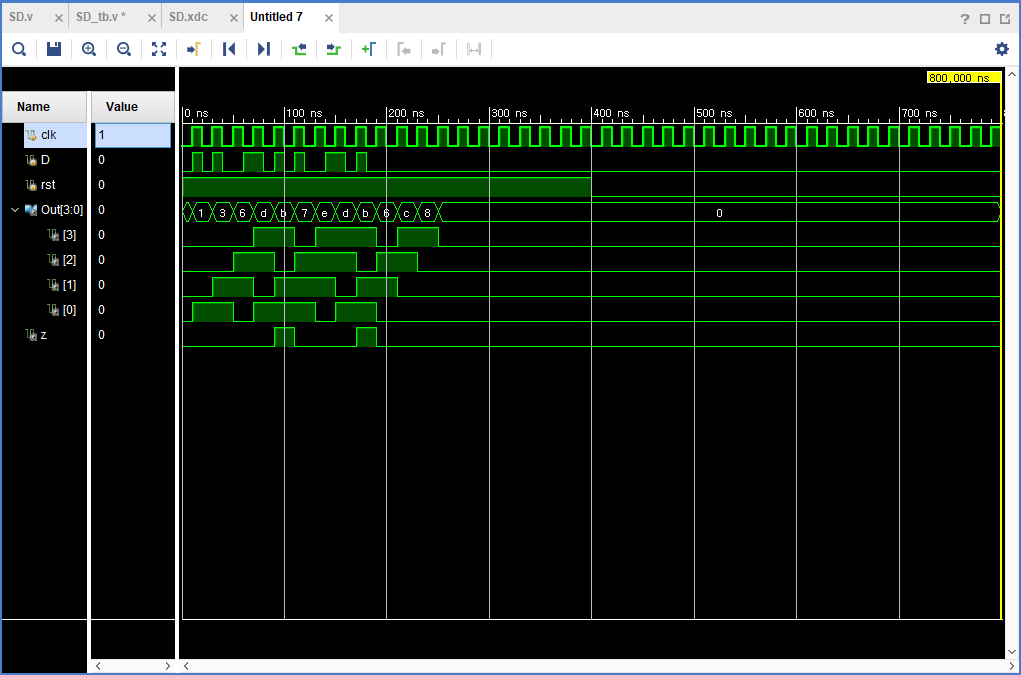 SD.v × SD_tb.v * × SD.xdc × Untitled 7 ×
?
800,000 ns
Name Value
0 ns 100 ns 200 ns 300 ns 400 ns 500 ns 600 ns 700 ns
clk 1
D 0
rst 0
Out[3:0] 0 1 3 6 d b 7 e d b 6 c 8 0
[3] 0
[2] 0
[1] 0
[0] 0
z 0